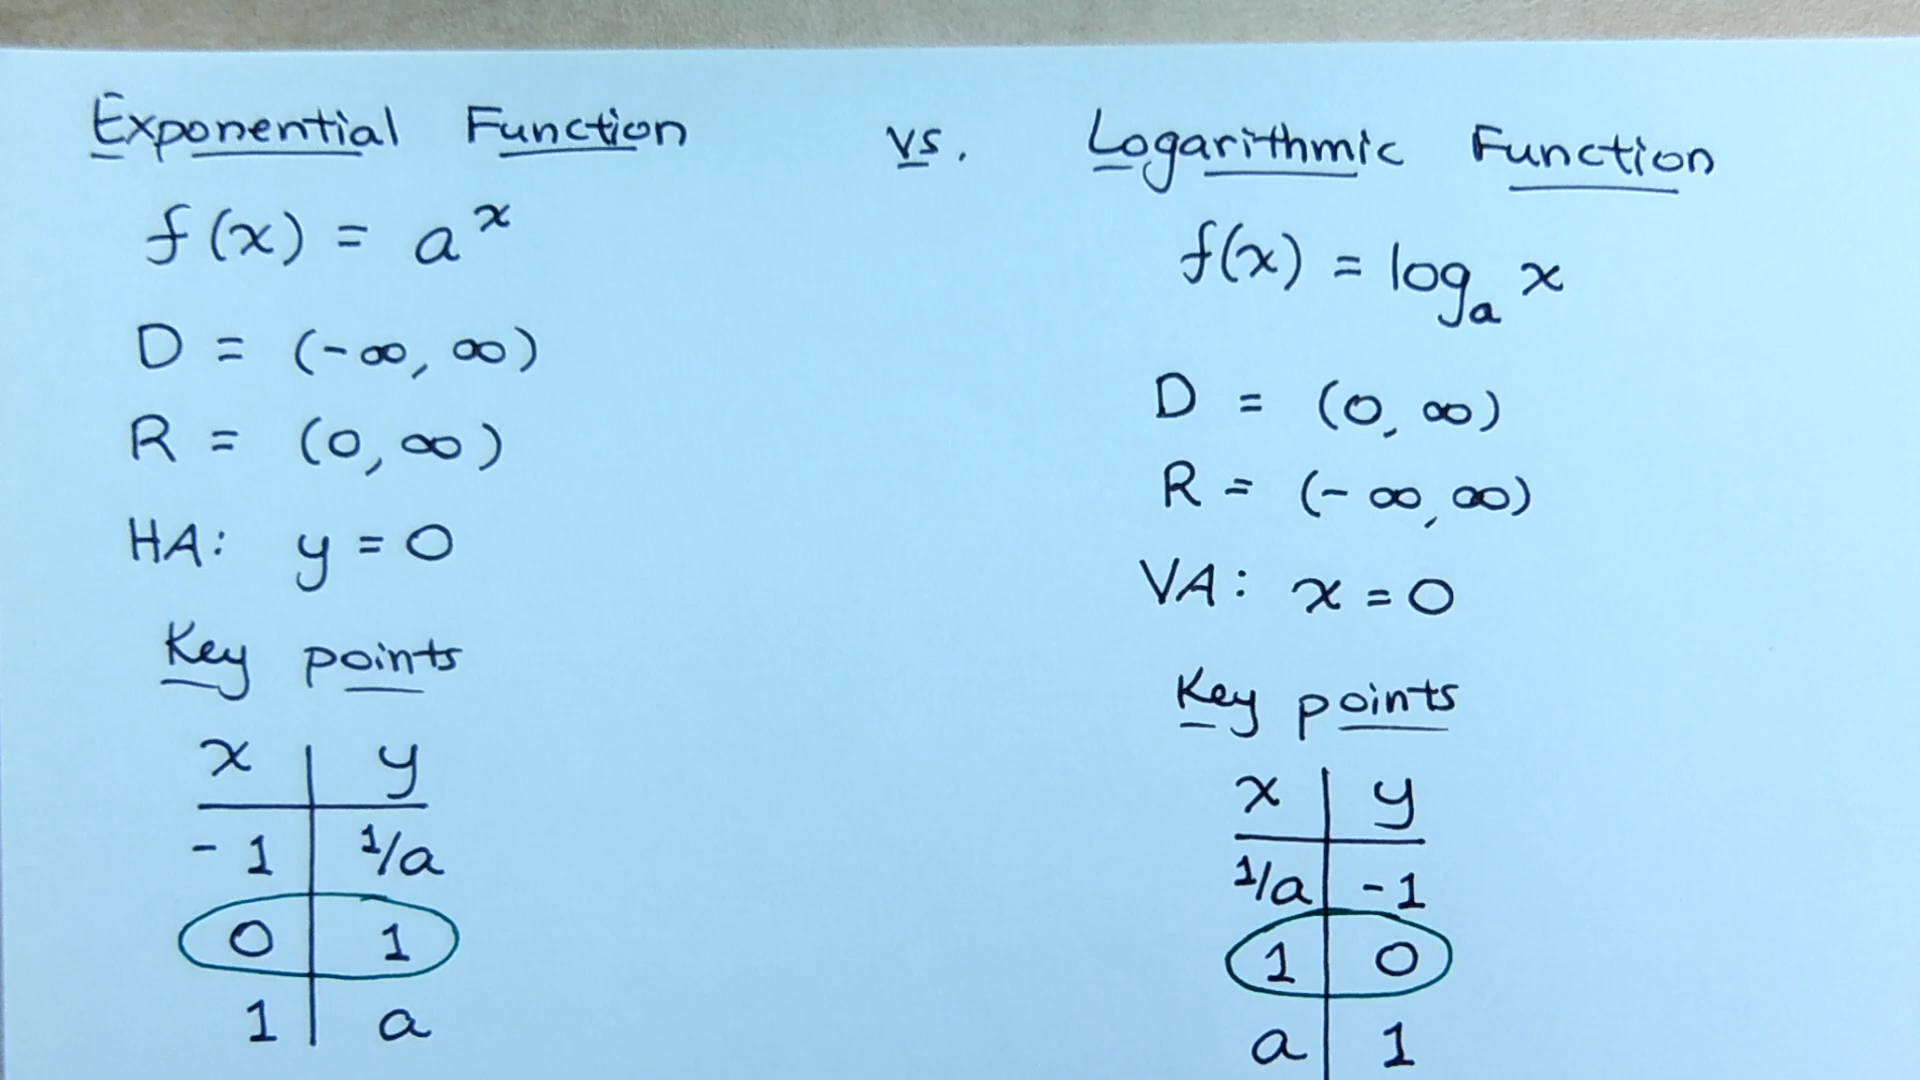 Exponential Function vs. Logarithmic Function
f(x) = a^x
D = (-∞, ∞)
R = (0, ∞)
HA: y = 0
Key points
x | y
-1 | 1/a
0 | 1
1 | a
f(x) = log_a x
D = (0, ∞)
R = (-∞, ∞)
VA: x = 0
Key points
x | y
1/a | -1
1 | 0
a | 1